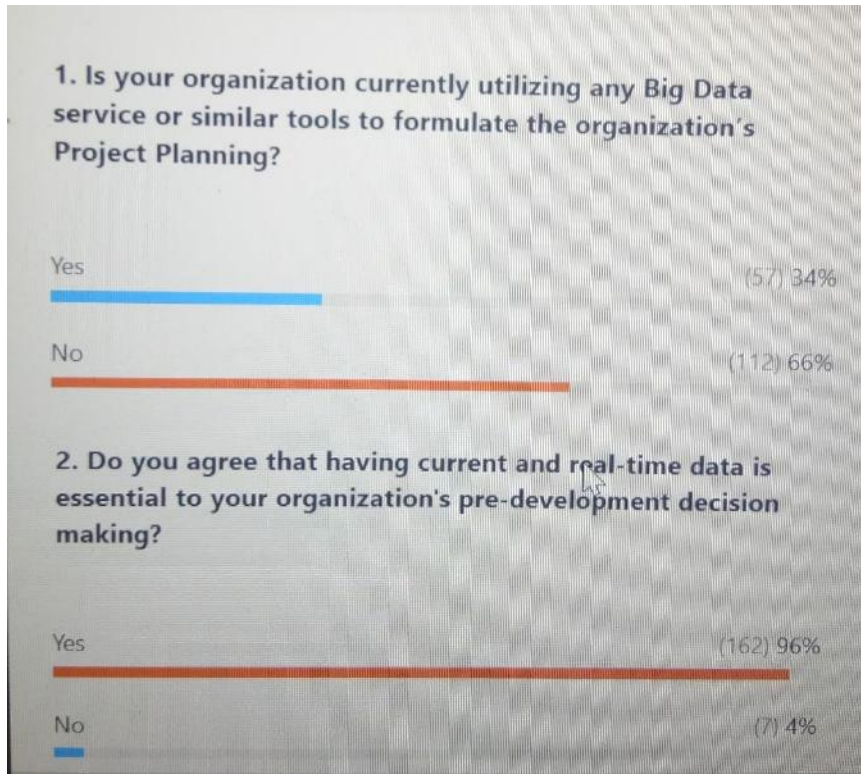 1. Is your organization currently utilizing any Big Data
service or similar tools to formulate the organization's
Project Planning?
Yes
(57) 34%
No
(112) 66%
2. Do you agree that having current and real-time data is
essential to your organization's pre-development decision
making?
Yes
(162) 96%
No
(7) 4%